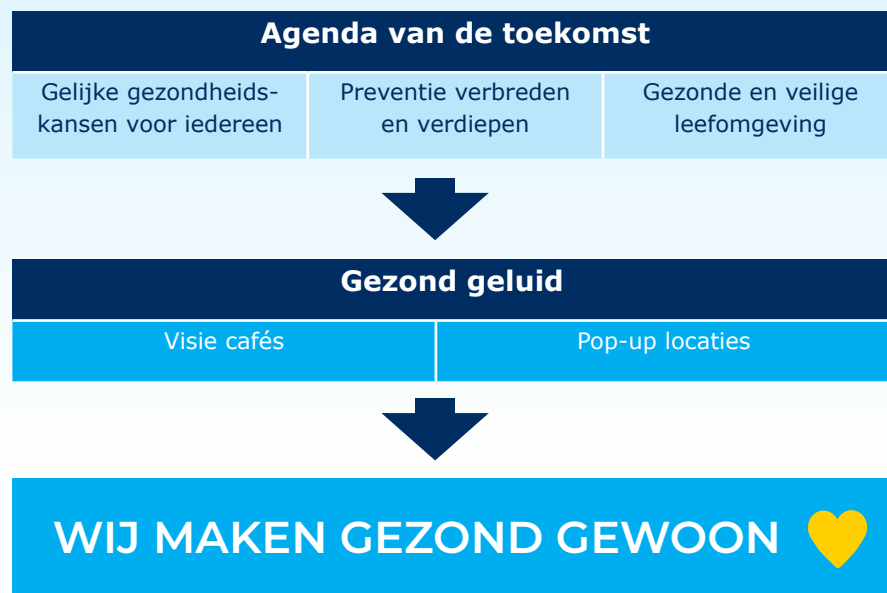 Agenda van de toekomst
Gelijke gezondheids-
kansen voor iedereen
Preventie verbreden
en verdiepen
Gezonde en veilige
leefomgeving
Gezond geluid
Visie cafés
Pop-up locaties
WIJ MAKEN GEZOND GEWOON